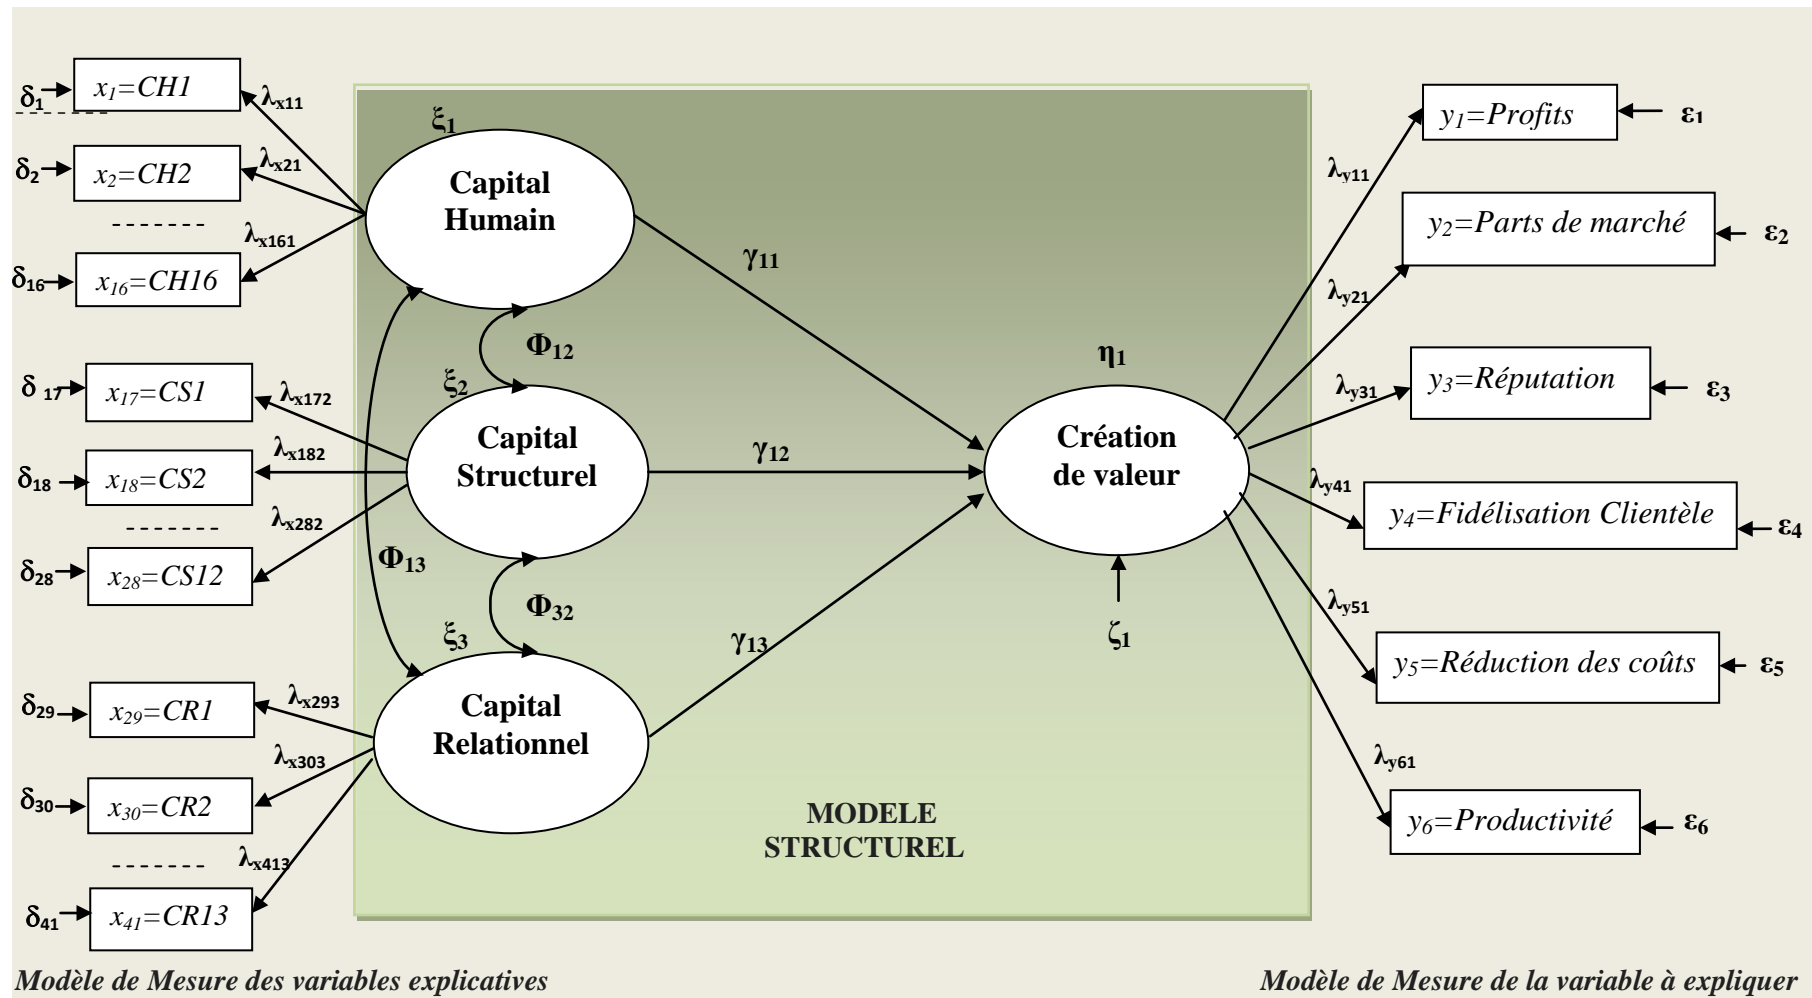 δ₁ x₁=CH1 λx11
δ₂ x₂=CH2 λx21
- - - - - - -
δ₁₆ x₁₆=CH16 λx161
δ ₁₇ x₁₇=CS1 λx172
δ₁₈ x₁₈=CS2 λx182
- - - - - - -
δ₂₈ x₂₈=CS12 λx282
δ₂₉ x₂₉=CR1 λx293
δ₃₀ x₃₀=CR2 λx303
- - - - - - -
δ₄₁ x₄₁=CR13 λx413
ξ₁
Capital
Humain
Φ₁₂
ξ₂
Capital
Structurel
Φ₁₃
Φ₃₂
ξ₃
Capital
Relationnel
γ₁₁
γ₁₂
γ₁₃
η₁
Création
de valeur
ζ₁
MODELE
STRUCTUREL
λy11 y₁=Profits ε₁
λy21 y₂=Parts de marché ε₂
λy31 y₃=Réputation ε₃
λy41 y₄=Fidélisation Clientèle ε₄
λy51 y₅=Réduction des coûts ε₅
λy61 y₆=Productivité ε₆
Modèle de Mesure des variables explicatives
Modèle de Mesure de la variable à expliquer